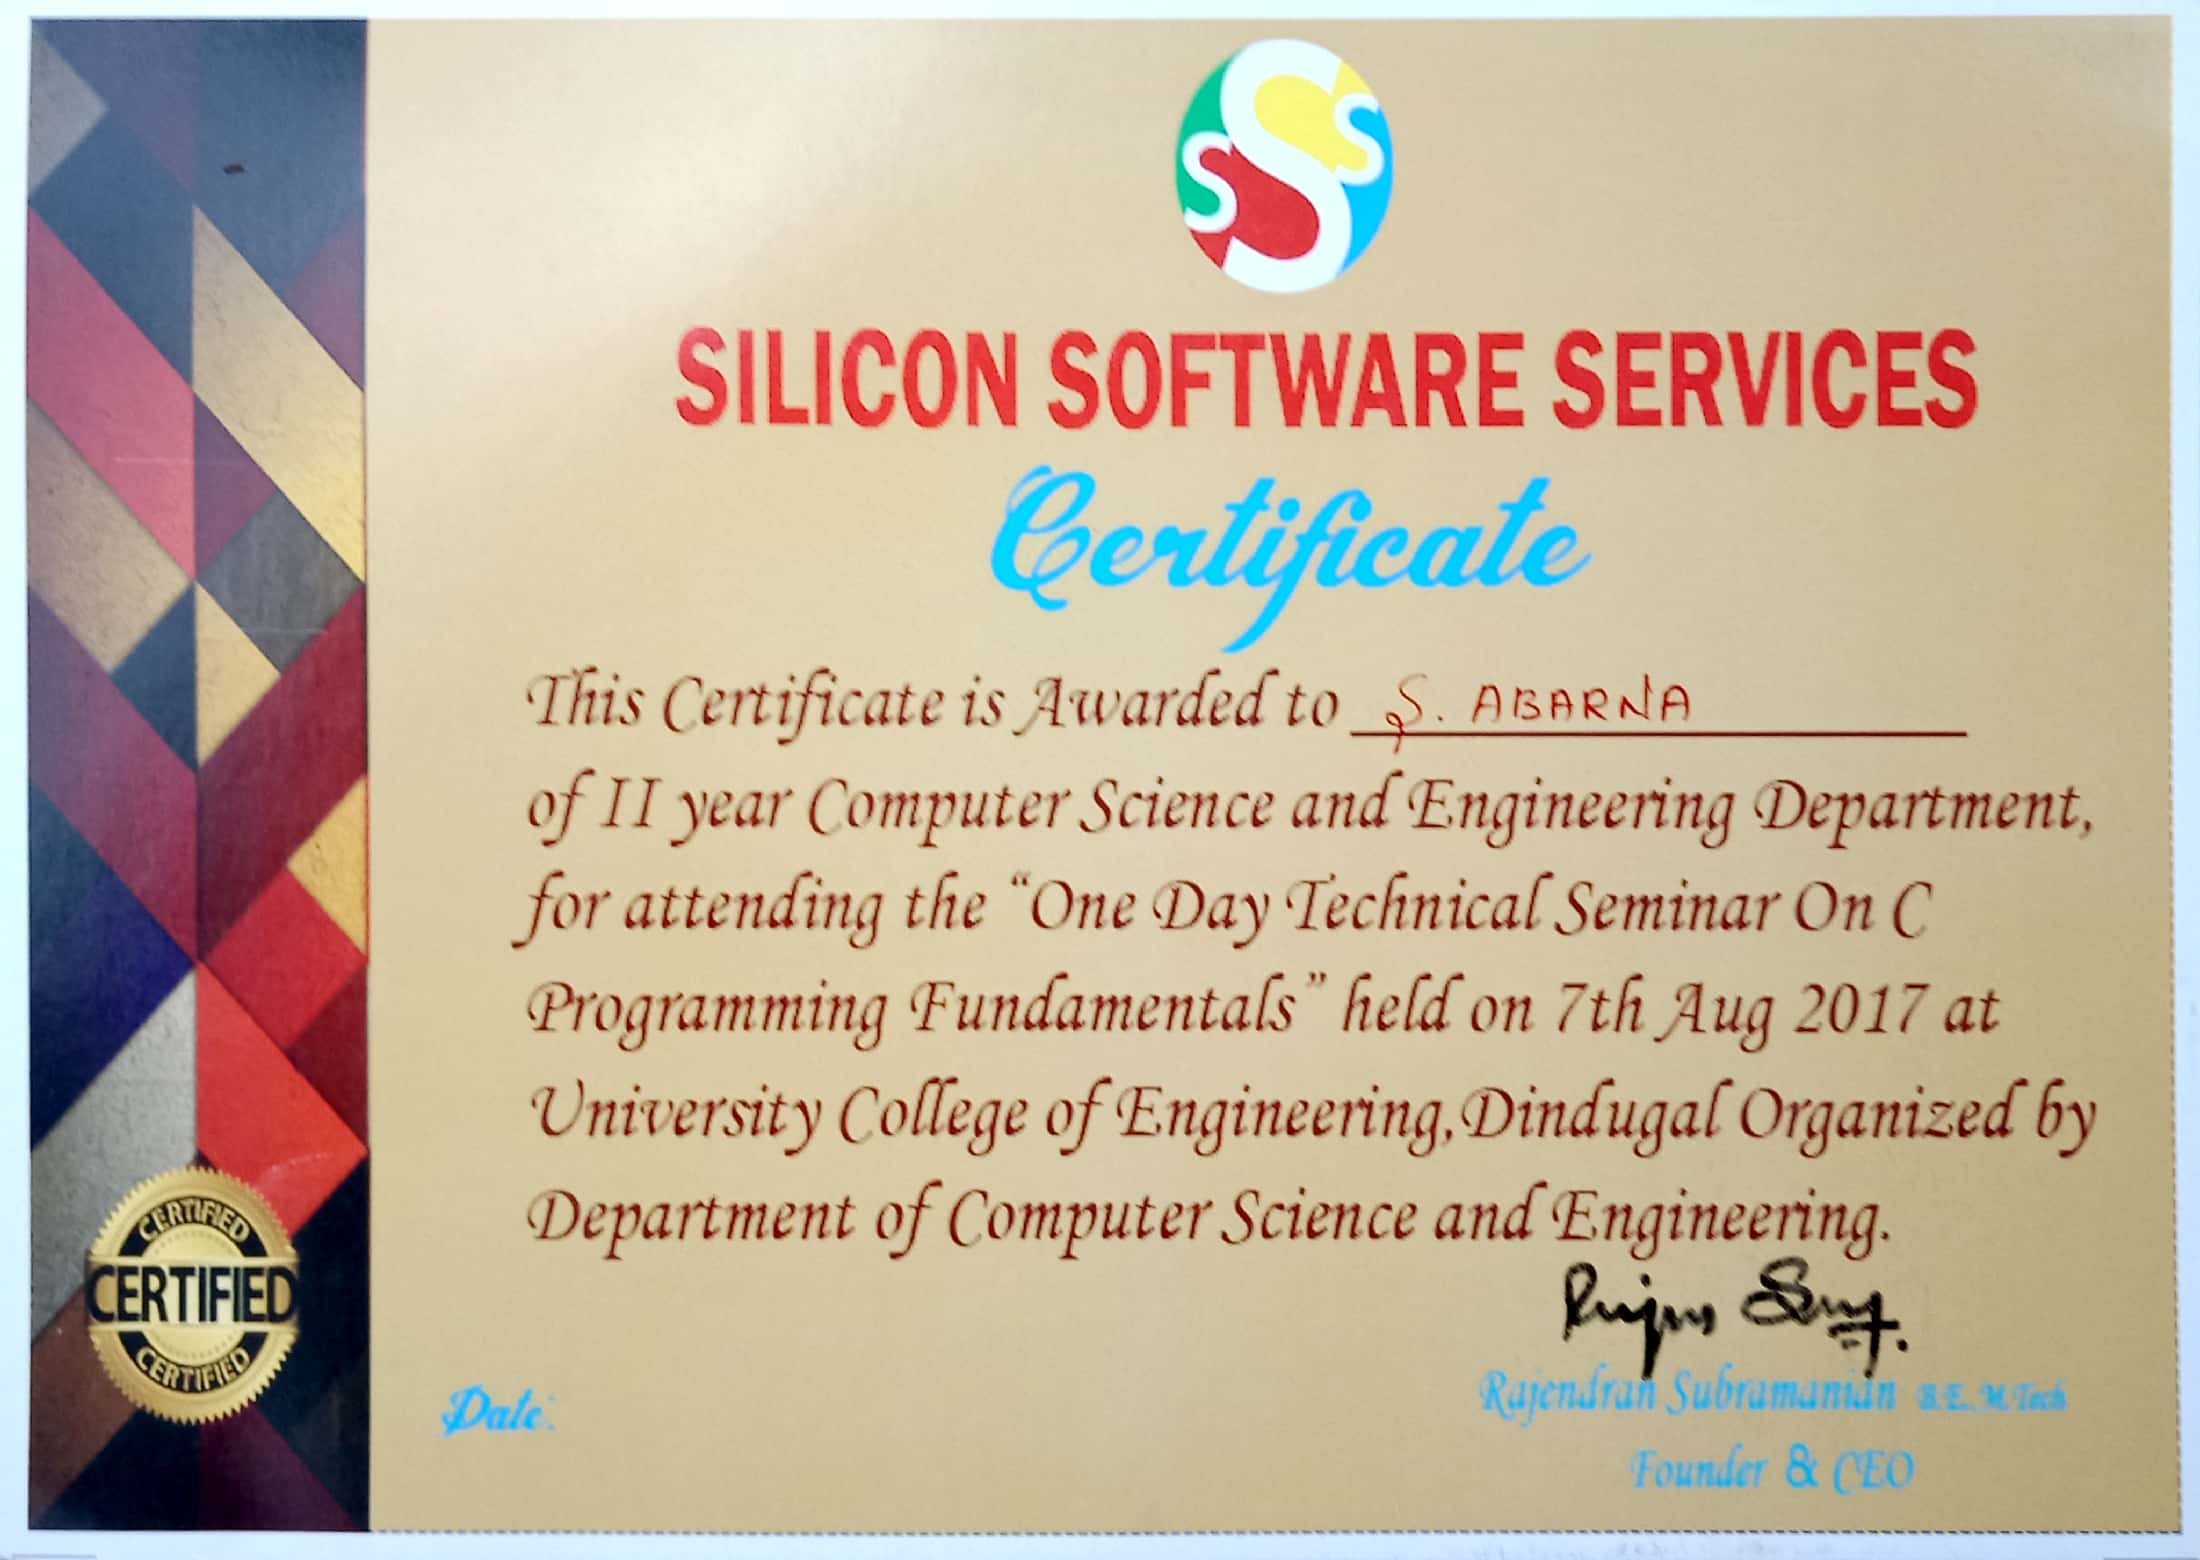 SSS
SILICON SOFTWARE SERVICES
Certificate
This Certificate is Awarded to S. ABARNA
of II year Computer Science and Engineering Department,
for attending the “One Day Technical Seminar On C
Programming Fundamentals” held on 7th Aug 2017 at
University College of Engineering,Dindugal Organized by
Department of Computer Science and Engineering.
CERTIFIED
CERTIFIED
CERTIFIED
Date:
Rajendran Subramanian B.E.,M.Tech
Founder & CEO